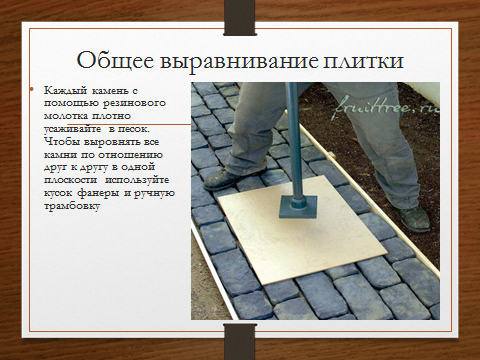 Общее выравнивание плитки
fruittree.ru
• Каждый камень с
помощью резинового
молотка плотно
усаживайте в песок.
Чтобы выровнять все
камни по отношению
друг к другу в одной
плоскости используйте
кусок фанеры и ручную
трамбовку